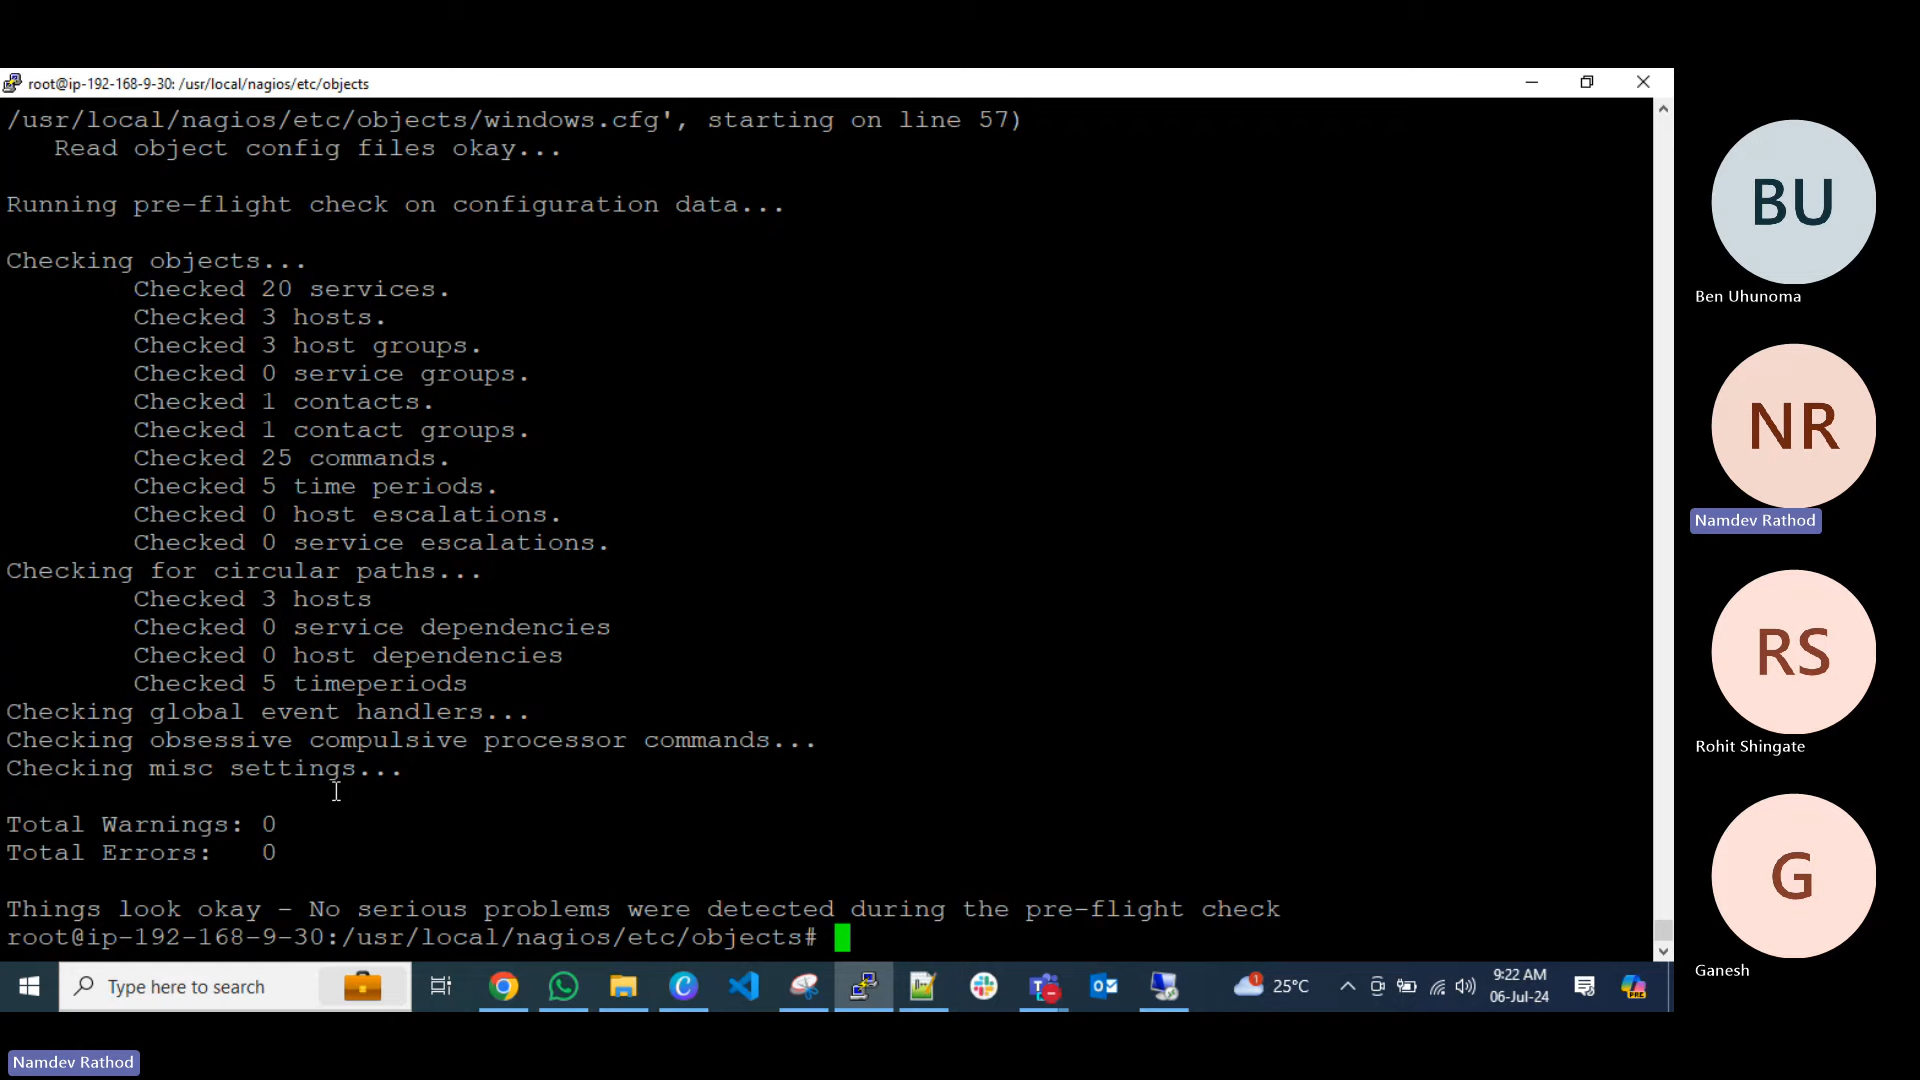 root@ip-192-168-9-30: /usr/local/nagios/etc/objects
/usr/local/nagios/etc/objects/windows.cfg', starting on line 57)
Read object config files okay...
Running pre-flight check on configuration data...
Checking objects...
Checked 20 services.
Checked 3 hosts.
Checked 3 host groups.
Checked 0 service groups.
Checked 1 contacts.
Checked 1 contact groups.
Checked 25 commands.
Checked 5 time periods.
Checked 0 host escalations.
Checked 0 service escalations.
Checking for circular paths...
Checked 3 hosts
Checked 0 service dependencies
Checked 0 host dependencies
Checked 5 timeperiods
Checking global event handlers...
Checking obsessive compulsive processor commands...
Checking misc settings...
Total Warnings: 0
Total Errors:   0
Things look okay - No serious problems were detected during the pre-flight check
root@ip-192-168-9-30:/usr/local/nagios/etc/objects#
Type here to search
1
25°C
9:22 AM
06-Jul-24
PRE
BU
Ben Uhunoma
NR
Namdev Rathod
RS
Rohit Shingate
G
Ganesh
Namdev Rathod